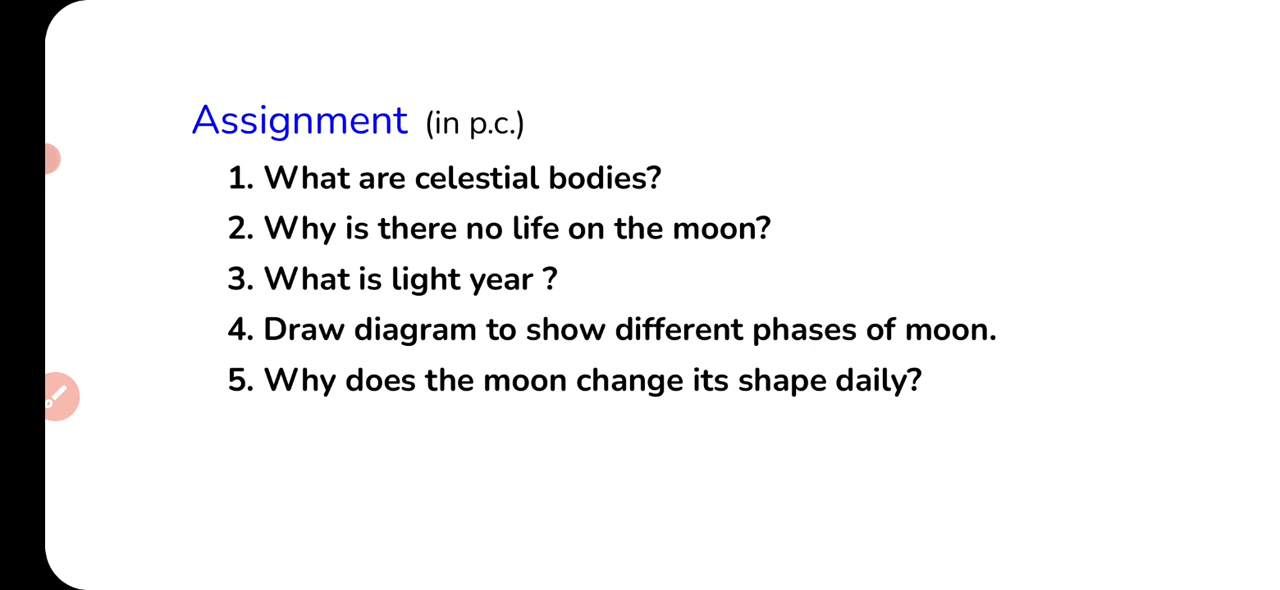 Assignment (in p.c.)
1. What are celestial bodies?
2. Why is there no life on the moon?
3. What is light year ?
4. Draw diagram to show different phases of moon.
5. Why does the moon change its shape daily?